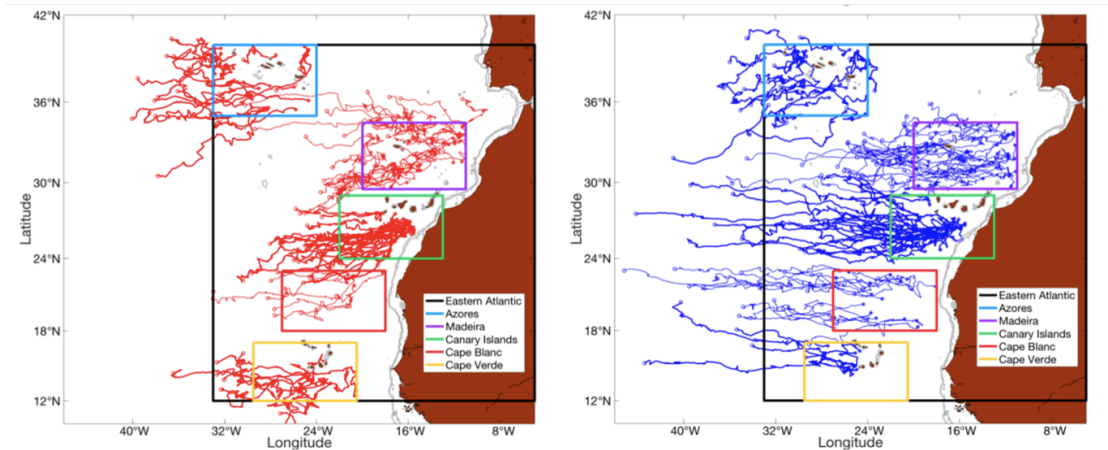 42°N
36°N
30°N
24°N
18°N
12°N
Latitude
40°W 32°W 24°W 16°W 8°W
Longitude
Eastern Atlantic
Azores
Madeira
Canary Islands
Cape Blanc
Cape Verde
42°N
36°N
30°N
24°N
18°N
12°N
Latitude
40°W 32°W 24°W 16°W 8°W
Longitude
Eastern Atlantic
Azores
Madeira
Canary Islands
Cape Blanc
Cape Verde